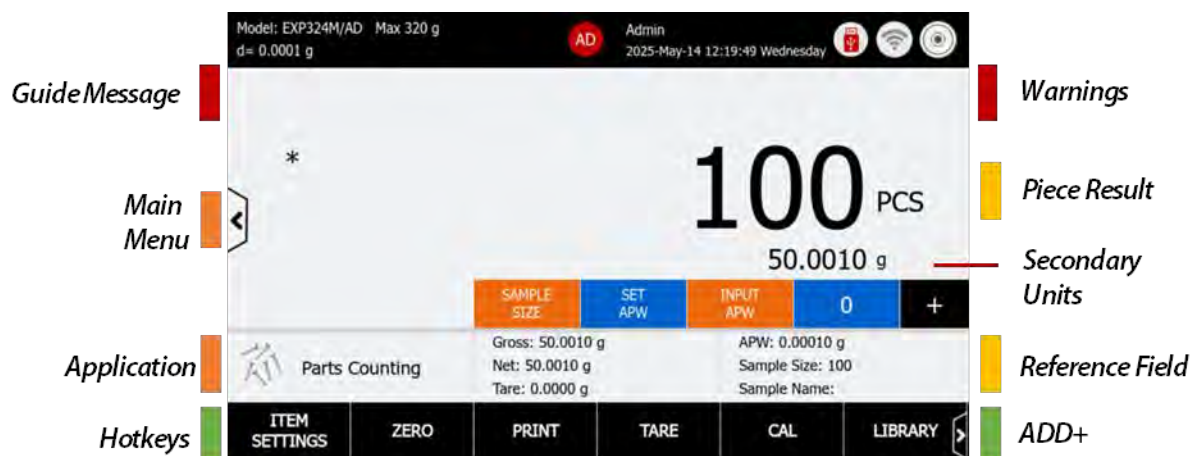 Model: EXP324M/AD Max 320 g
d= 0.0001 g
AD
Admin
2025-May-14 12:19:49 Wednesday
Guide Message
Warnings
*
100 PCS
Main
Menu
Piece Result
50.0010 g
Secondary
Units
SAMPLE
SIZE
SET
APW
INPUT
APW
0
+
Application
Parts Counting
Gross: 50.0010 g
Net: 50.0010 g
Tare: 0.0000 g
APW: 0.00010 g
Sample Size: 100
Sample Name:
Reference Field
Hotkeys
ITEM
SETTINGS
ZERO
PRINT
TARE
CAL
LIBRARY
ADD+